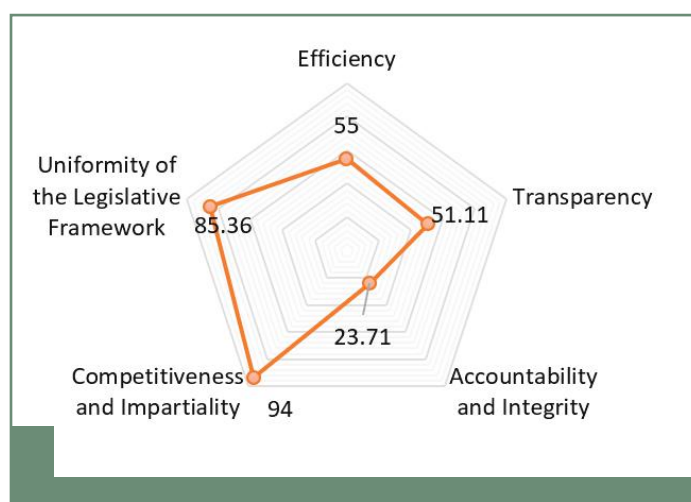 Efficiency
55
Uniformity of
the Legislative
Framework
85.36
Transparency
51.11
23.71
Competitiveness
and Impartiality
94
Accountability
and Integrity